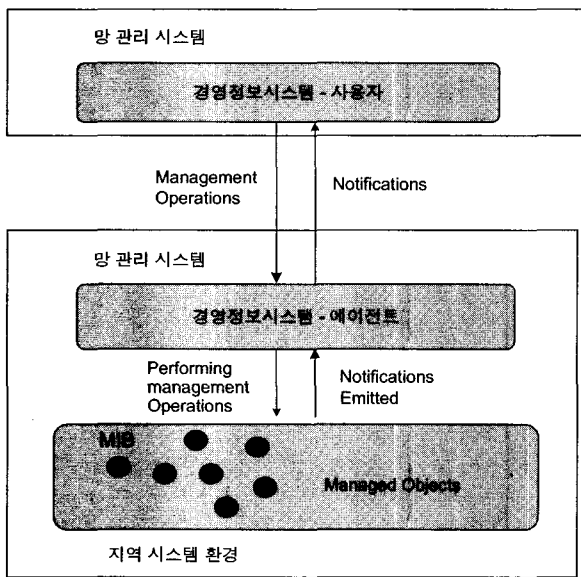 망 관리 시스템
경영정보시스템 - 사용자
Management
Operations
Notifications
망 관리 시스템
경영정보시스템 - 에이전트
Performing
management
Operations
Notifications
Emitted
MIB
Managed Objects
지역 시스템 환경